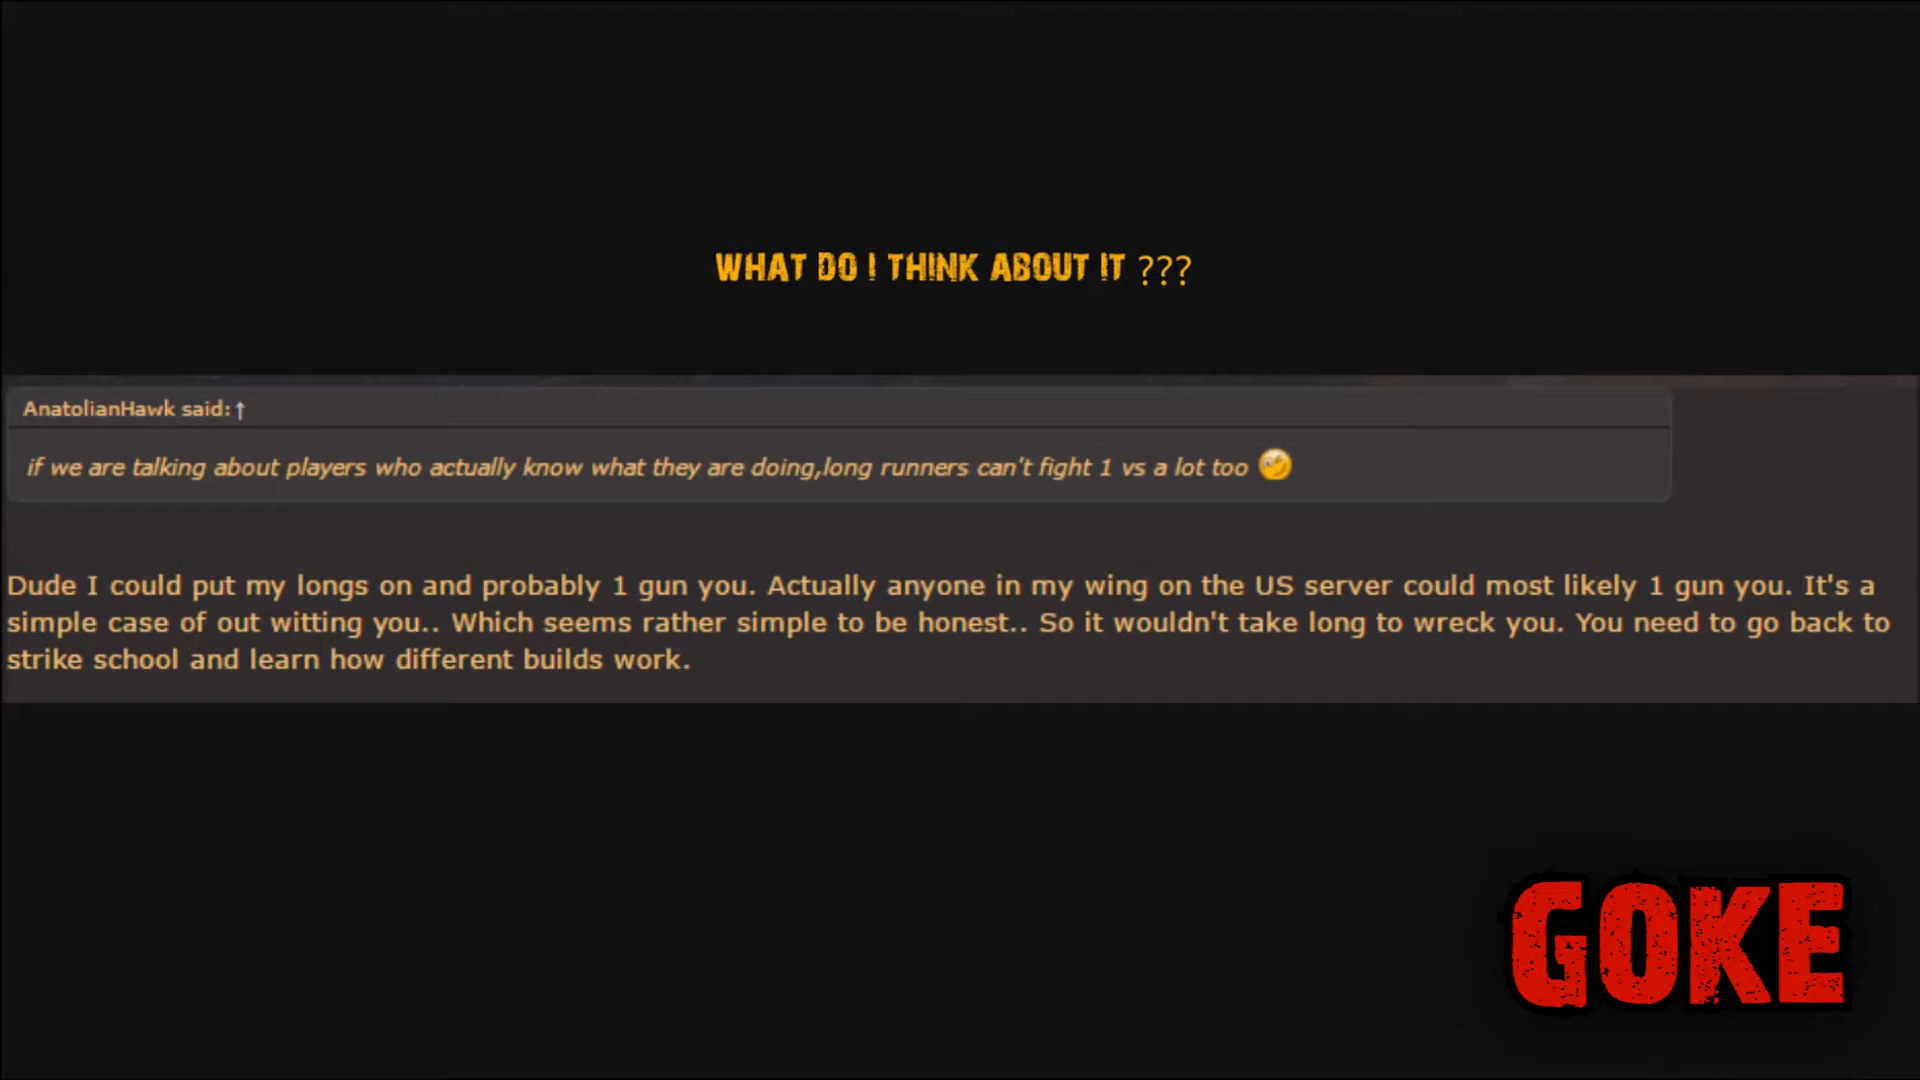 WHAT DO I THINK ABOUT IT ???
AnatolianHawk said:↑
if we are talking about players who actually know what they are doing,long runners can't fight 1 vs a lot too
Dude I could put my longs on and probably 1 gun you. Actually anyone in my wing on the US server could most likely 1 gun you. It's a
simple case of out witting you.. Which seems rather simple to be honest.. So it wouldn't take long to wreck you. You need to go back to
strike school and learn how different builds work.
GOKE